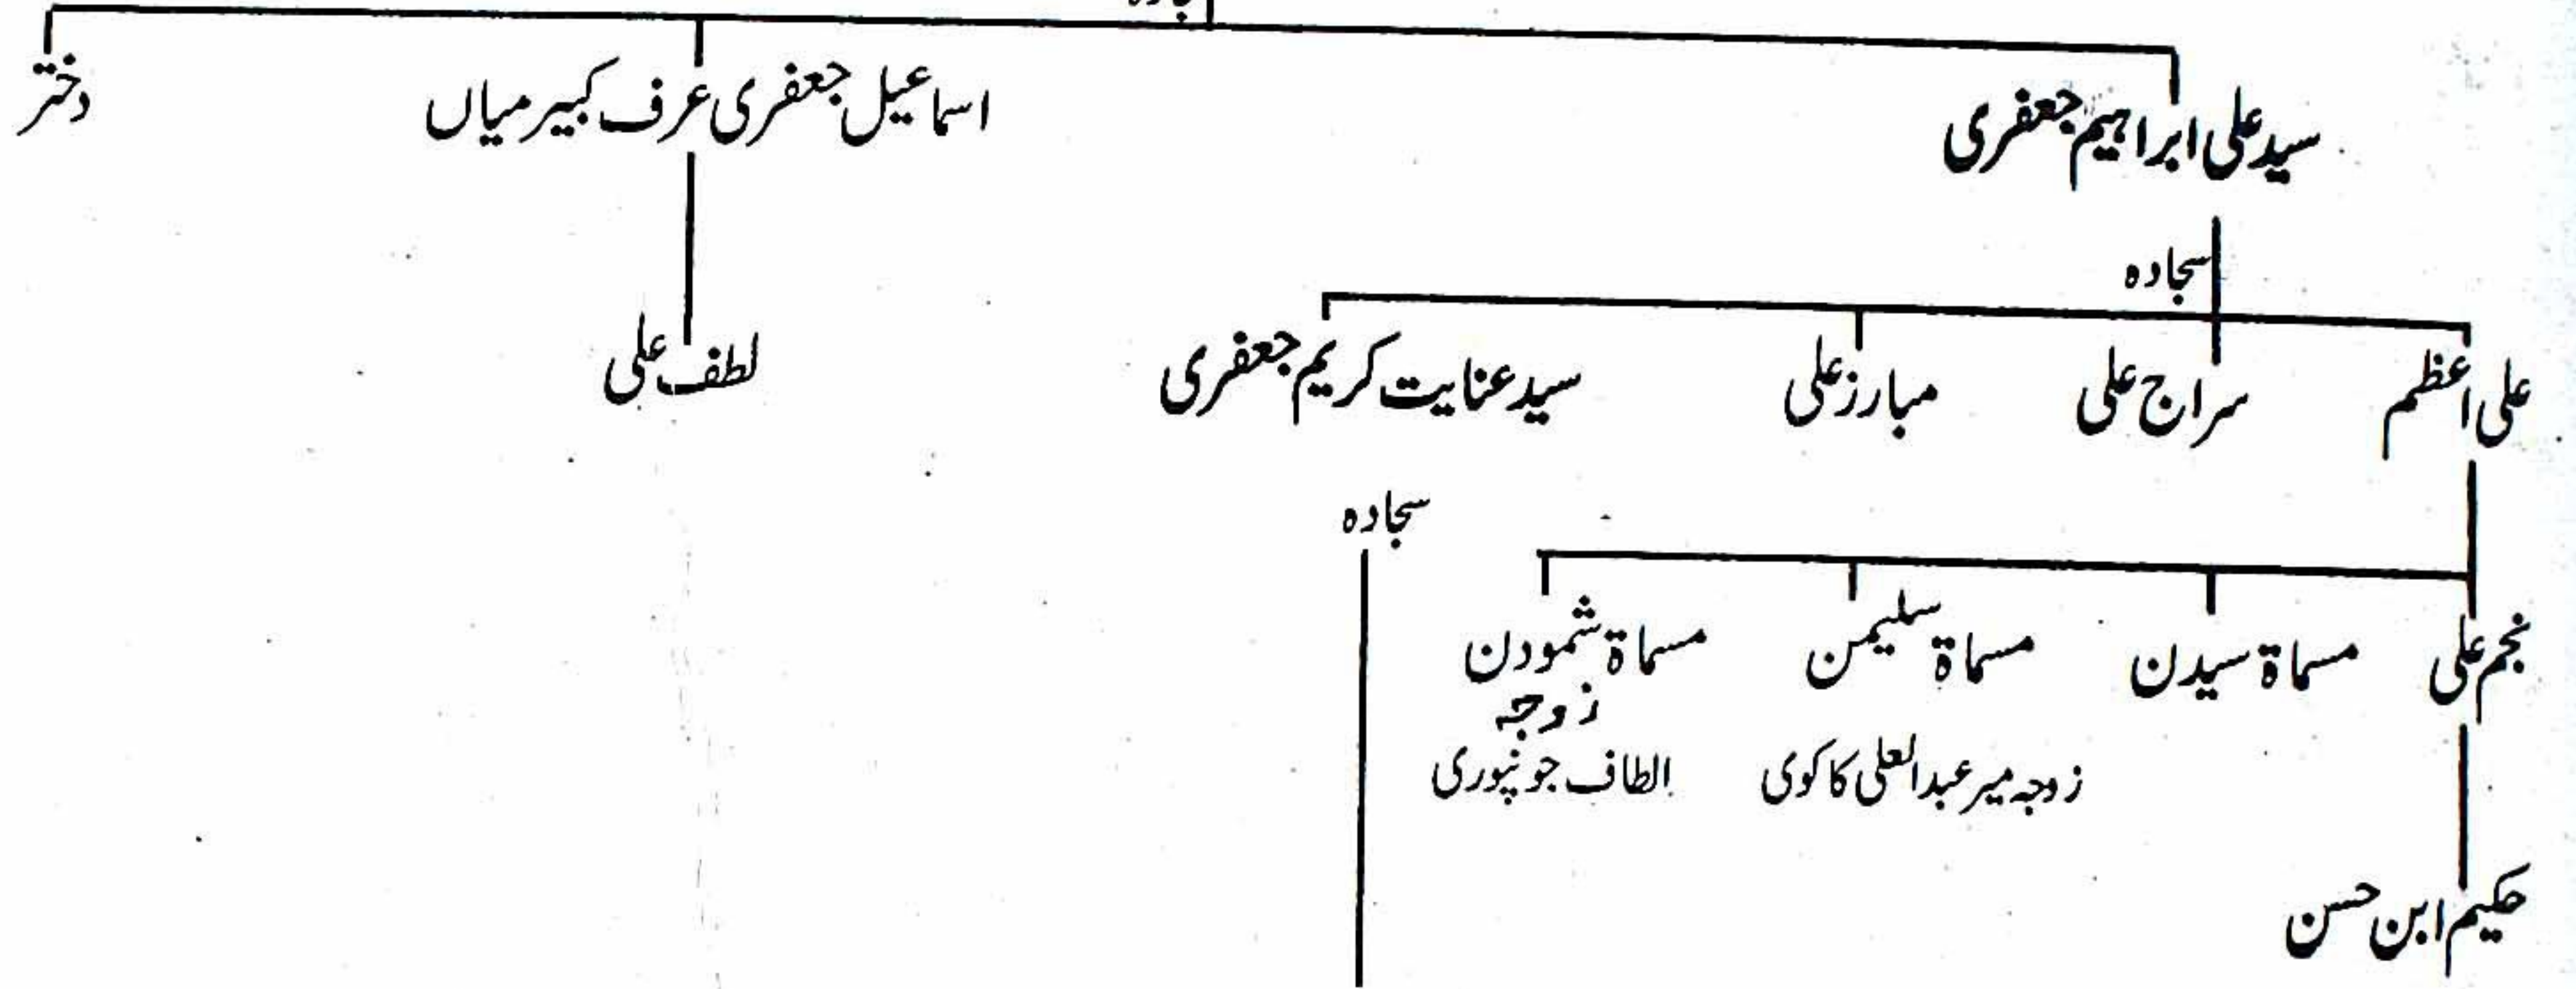 سید علی ابراہیم جعفری
اسماعیل جعفری عرف کبیر میاں
دختر
سجادہ
علی اعظم
سراج علی
مبارز علی
سید عنایت کریم جعفری
لطف علی
سجادہ
نجم علی
مسماۃ سیدن
مسماۃ سلیمن
زوجہ میر عبدالعلی کاکوی
مسماۃ شمودن
زوجہ
الطاف جونپوری
حکیم ابن حسن